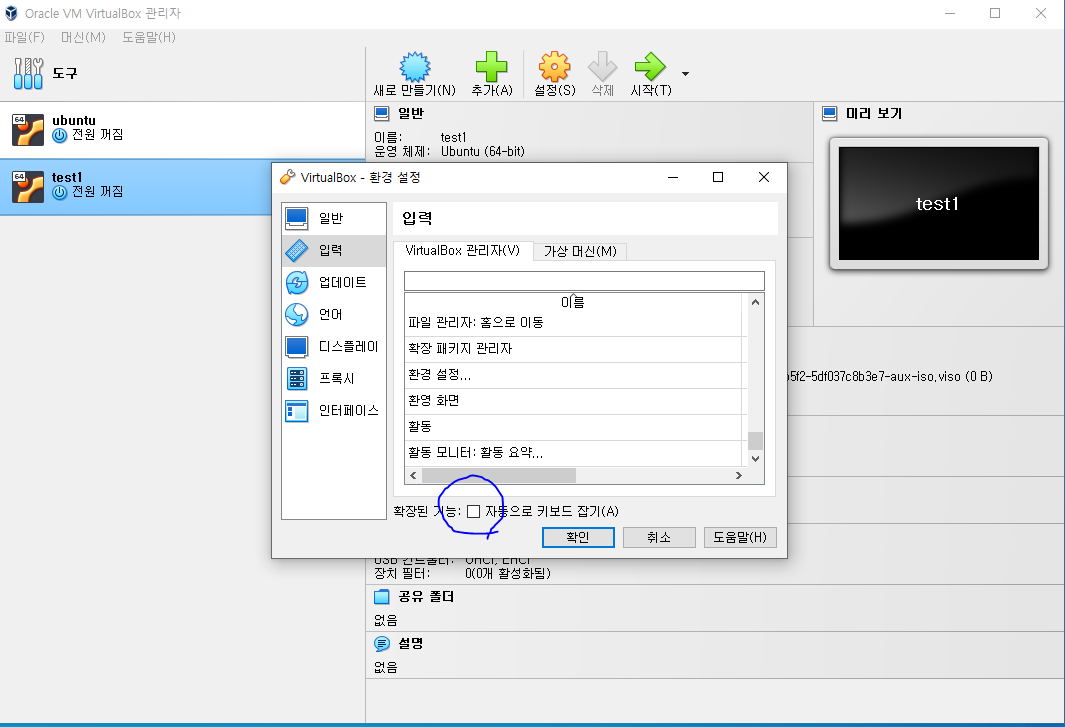 Oracle VM VirtualBox 관리자
파일(F) 머신(M) 도움말(H)
도구
새로 만들기(N) 추가(A) 설정(S) 삭제 시작(T)
64
ubuntu
전원 꺼짐
64
test1
전원 꺼짐
일반
이름: test1
운영 체제: Ubuntu (64-bit)
미리 보기
test1
VirtualBox - 환경 설정
일반
입력
업데이트
언어
디스플레이
프록시
인터페이스
입력
VirtualBox 관리자(V) 가상 머신(M)
이름
파일 관리자: 홈으로 이동
확장 패키지 관리자
환경 설정...
환영 화면
활동
활동 모니터: 활동 요약...
확장된 기능: 자동으로 키보드 잡기(A)
확인 취소 도움말(H)
5f2-5df037c8b3e7-aux-iso.viso (0 B)
USB 컨트롤러: OHCI, EHCI
장치 필터: 0(0개 활성화됨)
공유 폴더
없음
설명
없음